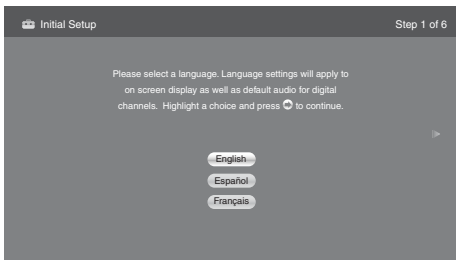 Initial Setup
Step 1 of 6
Please select a language. Language settings will apply to
on screen display as well as default audio for digital
channels. Highlight a choice and press to continue.
English
Español
Français